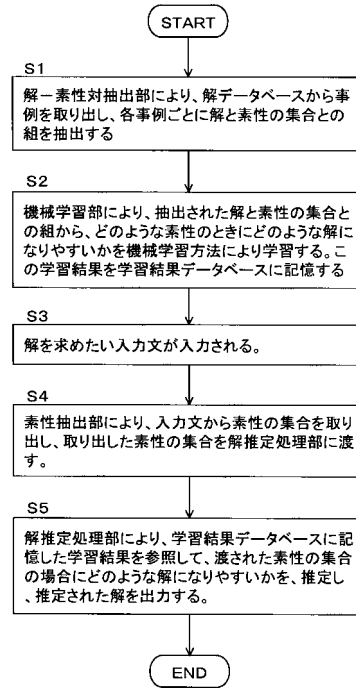 START
S1
解－素性対抽出部により、解データベースから事
例を取り出し、各事例ごとに解と素性の集合との
組を抽出する
S2
機械学習部により、抽出された解と素性の集合と
の組から、どのような素性のときにどのような解に
なりやすいかを機械学習方法により学習する。こ
の学習結果を学習結果データベースに記憶する
S3
解を求めたい入力文が入力される。
S4
素性抽出部により、入力文から素性の集合を取り
出し、取り出した素性の集合を解推定処理部に渡
す。
S5
解推定処理部により、学習結果データベースに記
憶した学習結果を参照して、渡された素性の集合
の場合にどのような解になりやすいかを、推定し
、推定された解を出力する。
END